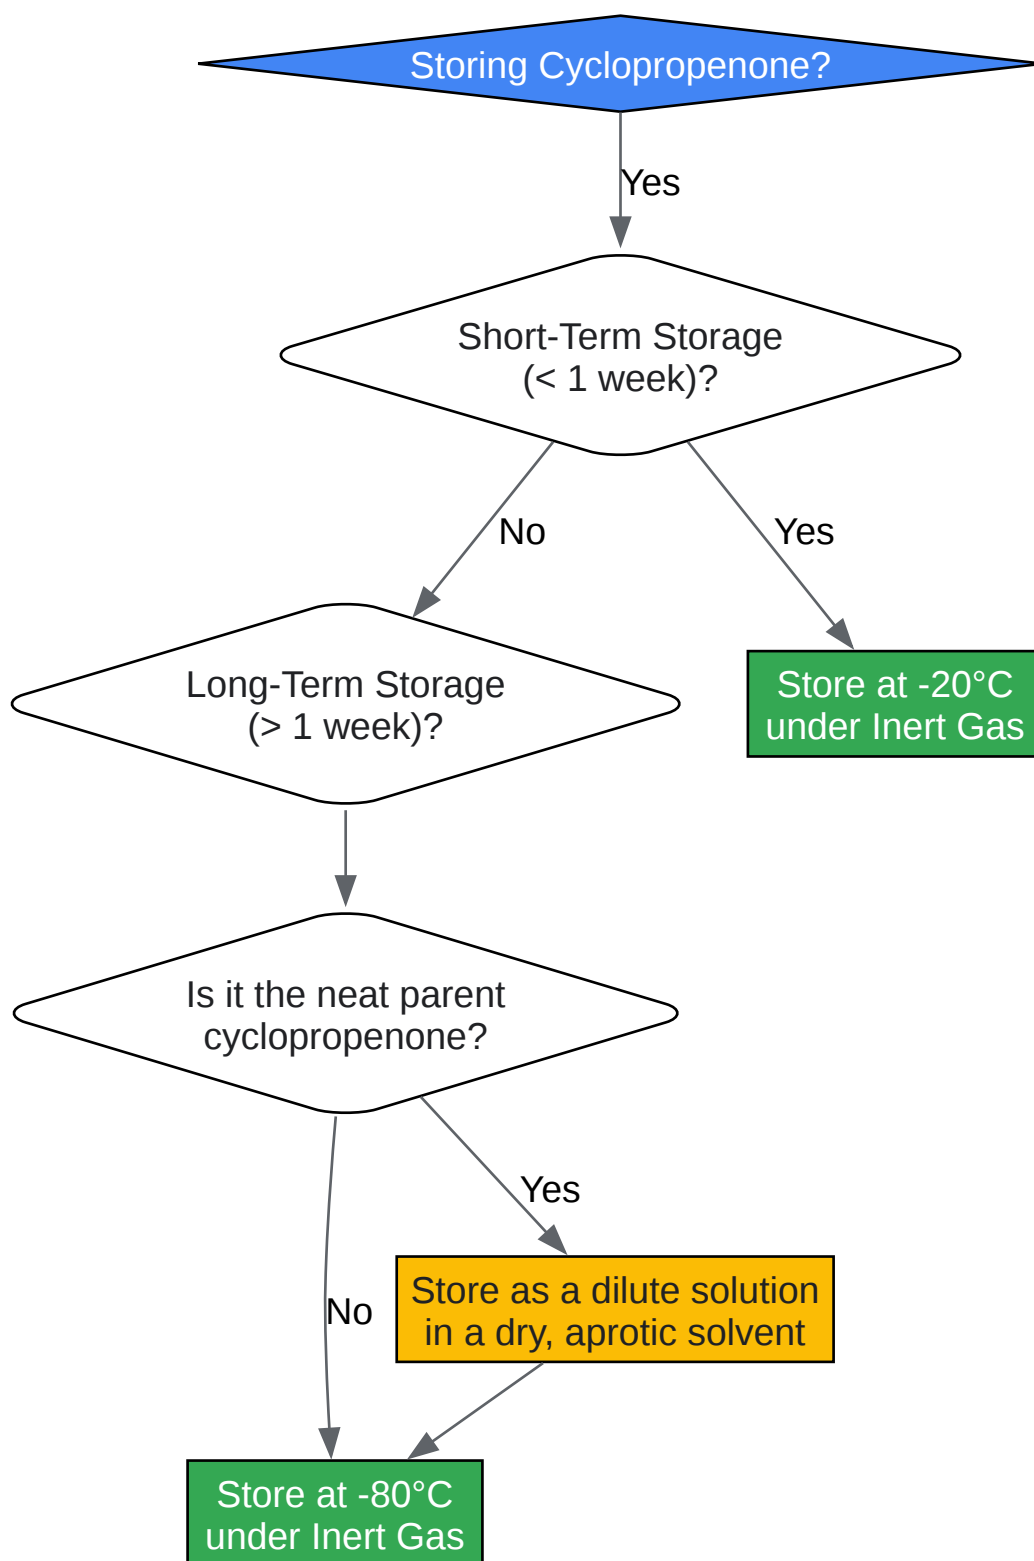 Storing Cyclopropenone?
Yes
Short-Term Storage
(< 1 week)?
No
Yes
Long-Term Storage
(> 1 week)?
Store at -20°C
under Inert Gas
Is it the neat parent
cyclopropenone?
Yes
No
Store as a dilute solution
in a dry, aprotic solvent
Store at -80°C
under Inert Gas